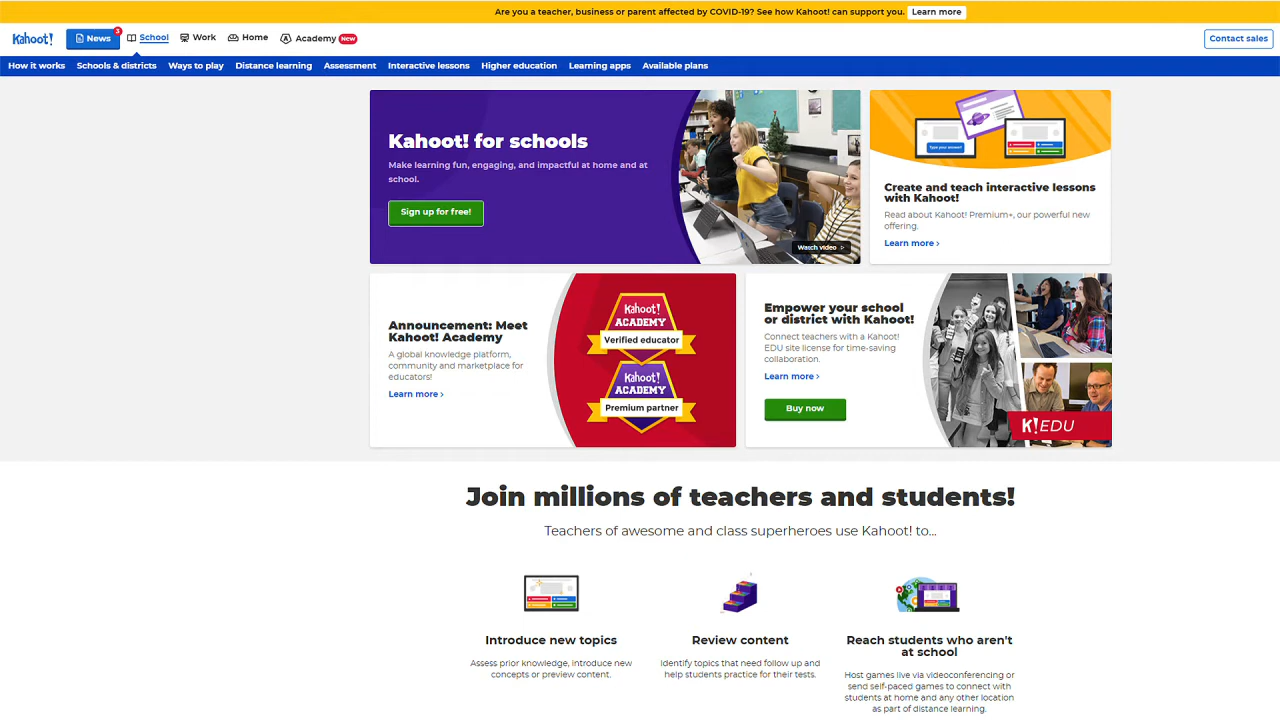 Are you a teacher, business or parent affected by COVID-19? See how Kahoot! can support you. Learn more
Kahoot!
News
3
School
Work
Home
Academy
New
Contact sales
How it works
Schools & districts
Ways to play
Distance learning
Assessment
Interactive lessons
Higher education
Learning apps
Available plans
Kahoot! for schools
Make learning fun, engaging, and impactful at home and at
school.
Sign up for free!
Watch video >
Type your answer!
Create and teach interactive lessons
with Kahoot!
Read about Kahoot! Premium+, our powerful new
offering.
Learn more ›
Announcement: Meet
Kahoot! Academy
A global knowledge platform,
community and marketplace for
educators!
Learn more ›
Kahoot!
ACADEMY
Verified educator
Kahoot!
ACADEMY
Premium partner
Empower your school
or district with Kahoot!
Connect teachers with a Kahoot!
EDU site license for time-saving
collaboration.
Learn more ›
Buy now
K!EDU
Join millions of teachers and students!
Teachers of awesome and class superheroes use Kahoot! to...
Introduce new topics
Assess prior knowledge, introduce new
concepts or preview content.
Review content
Identify topics that need follow up and
help students practice for their tests.
Reach students who aren't
at school
Host games live via videoconferencing or
send self-paced games to connect with
students at home and any other location
as part of distance learning.